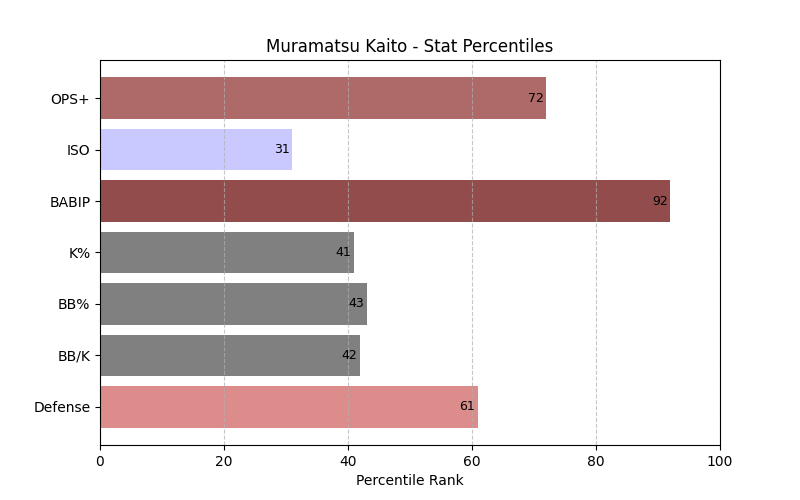 Muramatsu Kaito - Stat Percentiles
OPS+ 72
ISO 31
BABIP 92
K% 41
BB% 43
BB/K 42
Defense 61
0 20 40 60 80 100
Percentile Rank